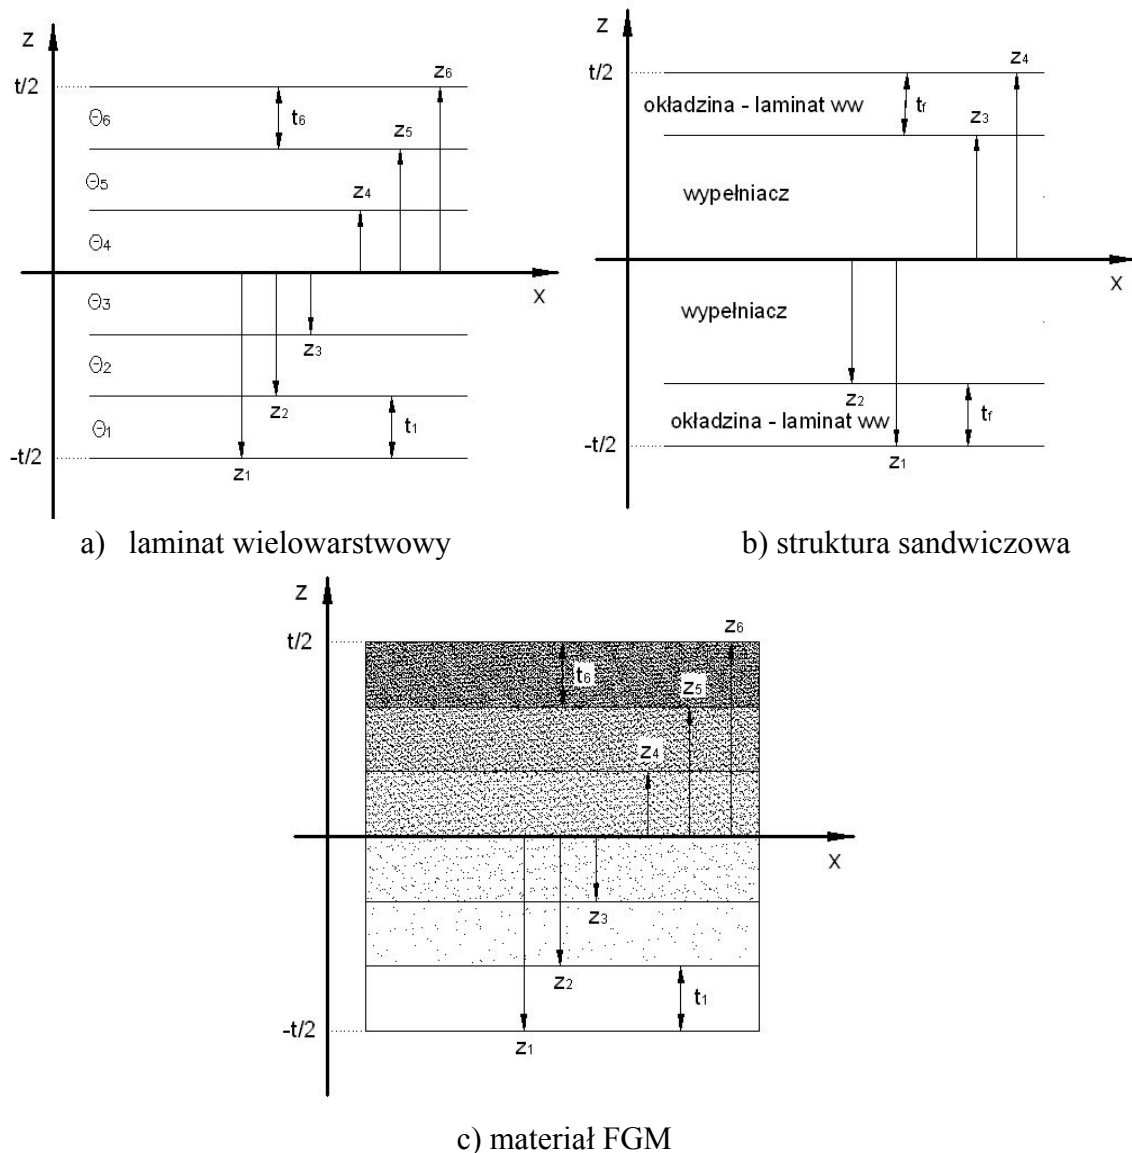 z
t/2
z₆
Θ₆
t₆
z₅
Θ₅
z₄
Θ₄
x
Θ₃
z₃
Θ₂
z₂
Θ₁
t₁
-t/2
z₁
a) laminat wielowarstwowy
z
t/2
z₄
okładzina - laminat ww
t_f
z₃
wypełniacz
x
wypełniacz
z₂
okładzina - laminat ww
t_f
-t/2
z₁
b) struktura sandwiczowa
z
t/2
z₆
t₆
z₅
z₄
x
z₃
z₂
t₁
-t/2
z₁
c) materiał FGM